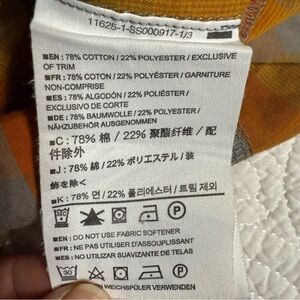 11625-1-SS000917-1/3
■EN: 78% COTTON / 22% POLYESTER / EXCLUSIVE
OF TRIM
■FR: 78% COTON / 22% POLYESTER / GARNITURE
NON-COMPRISE
■ES: 78% ALGODÓN / 22% POLIÉSTER /
EXCLUSIVO DE CORTE
■DE: 78% BAUMWOLLE / 22% POLYESTER /
NÄHZUBEHÖR AUSGENOMMEN
■C: 78% 棉 / 22% 聚酯纤维 / 配
件除外
■J: 78% 綿 / 22% ポリエステル / 装
飾を除く
■K: 78% 면 / 22% 폴리에스터 / 트림 제외
P
■EN: DO NOT USE FABRIC SOFTENER
■FR: NE PAS UTILISER D'ASSOUPLISSANT
■ES: NO UTILIZAR SUAVIZANTE DE TELAS
30 P
WEICHSPÜLER VERWENDEN